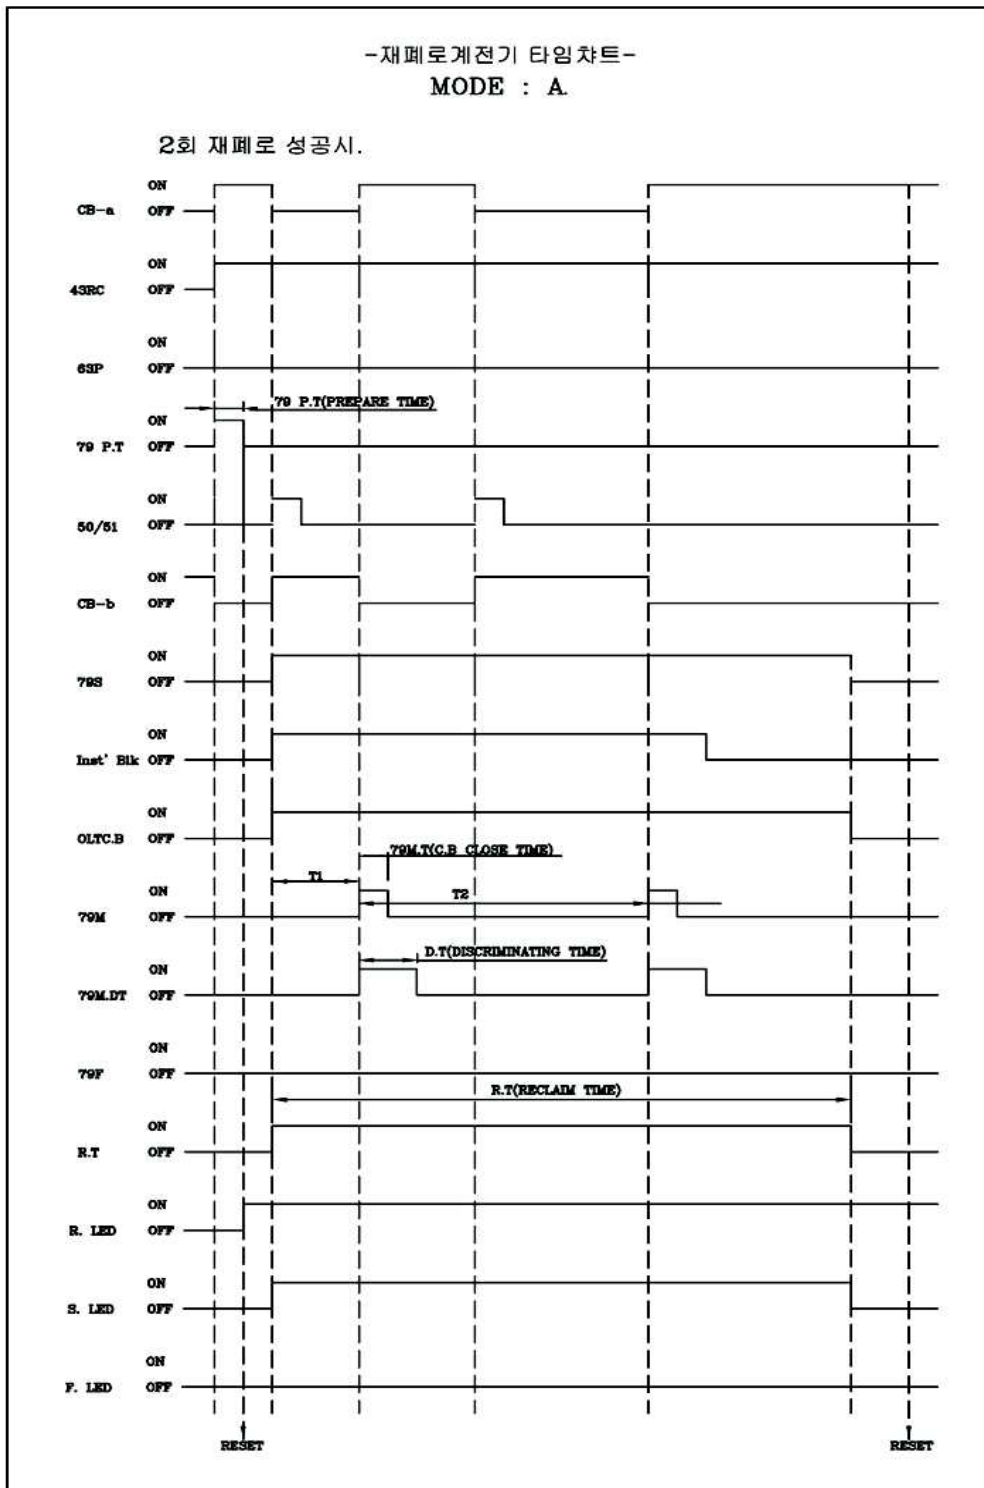 -재폐로계전기 타임챠트-
MODE : A.
2회 재폐로 성공시.
ON
CB-a OFF
ON
43RC OFF
ON
63P OFF
79 P.T(PREPARE TIME)
ON
79 P.T OFF
ON
50/51 OFF
ON
CB-b OFF
ON
79S OFF
ON
Inst' Blk OFF
ON
OLTC.B OFF
79M.T(C.B CLOSE TIME)
T1
ON
T2
79M OFF
D.T(DISCRIMINATING TIME)
ON
79M.DT OFF
ON
79F OFF
R.T(RECLAIM TIME)
ON
R.T OFF
ON
R. LED OFF
ON
S. LED OFF
ON
F. LED OFF
RESET RESET